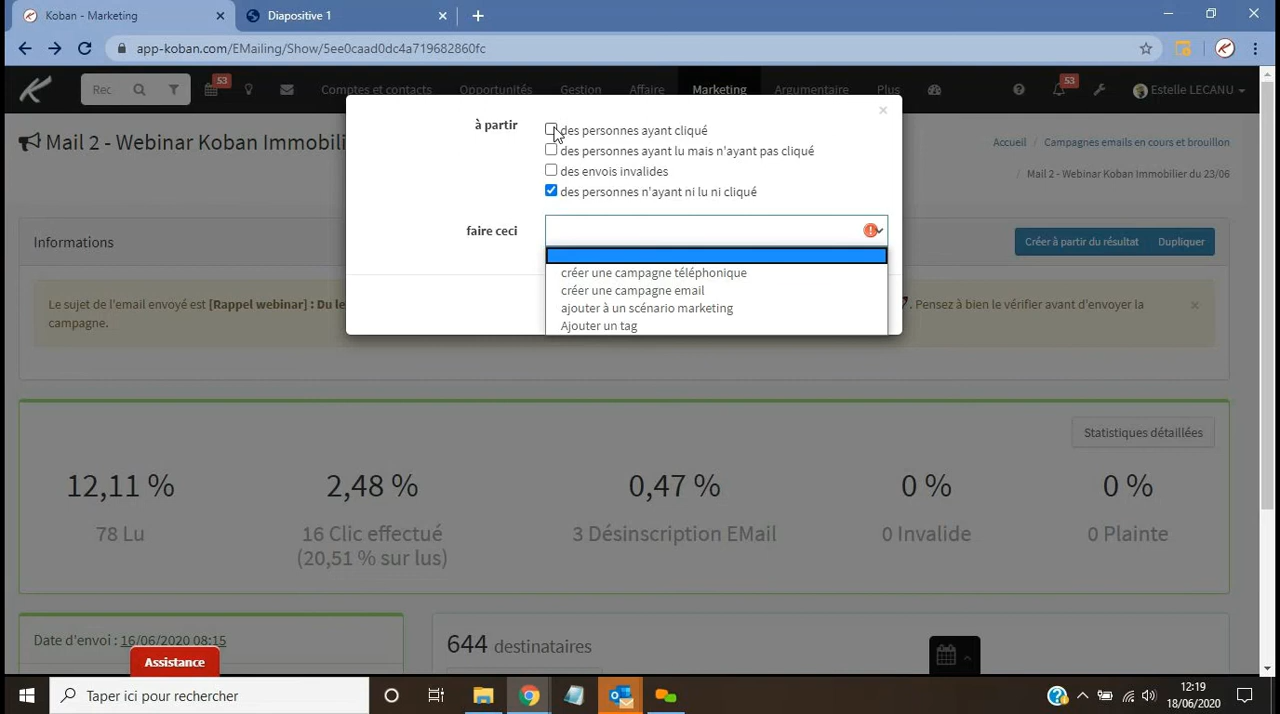 Koban - Marketing
Diapositive 1
app-koban.com/EMailing/Show/5ee0caad0dc4a719682860fc
Rec
53
Comptes et contacts
Opportunités
Gestion
Affaire
Marketing
Argumentaire
Plus
53
Estelle LECANU
Mail 2 - Webinar Koban Immobili
Accueil
Campagnes emails en cours et brouillon
Mail 2 - Webinar Koban Immobilier du 23/06
à partir
des personnes ayant cliqué
des personnes ayant lu mais n'ayant pas cliqué
des envois invalides
des personnes n'ayant ni lu ni cliqué
faire ceci
créer une campagne téléphonique
créer une campagne email
ajouter à un scénario marketing
Ajouter un tag
Informations
Créer à partir du résultat
Dupliquer
Le sujet de l'email envoyé est [Rappel webinar] : Du le
. Pensez à bien le vérifier avant d'envoyer la
campagne.
Statistiques détaillées
12,11 %
78 Lu
2,48 %
16 Clic effectué
(20,51 % sur lus)
0,47 %
3 Désinscription EMail
0 %
0 Invalide
0 %
0 Plainte
Date d'envoi : 16/06/2020 08:15
644 destinataires
Assistance
Taper ici pour rechercher
12:19
18/06/2020